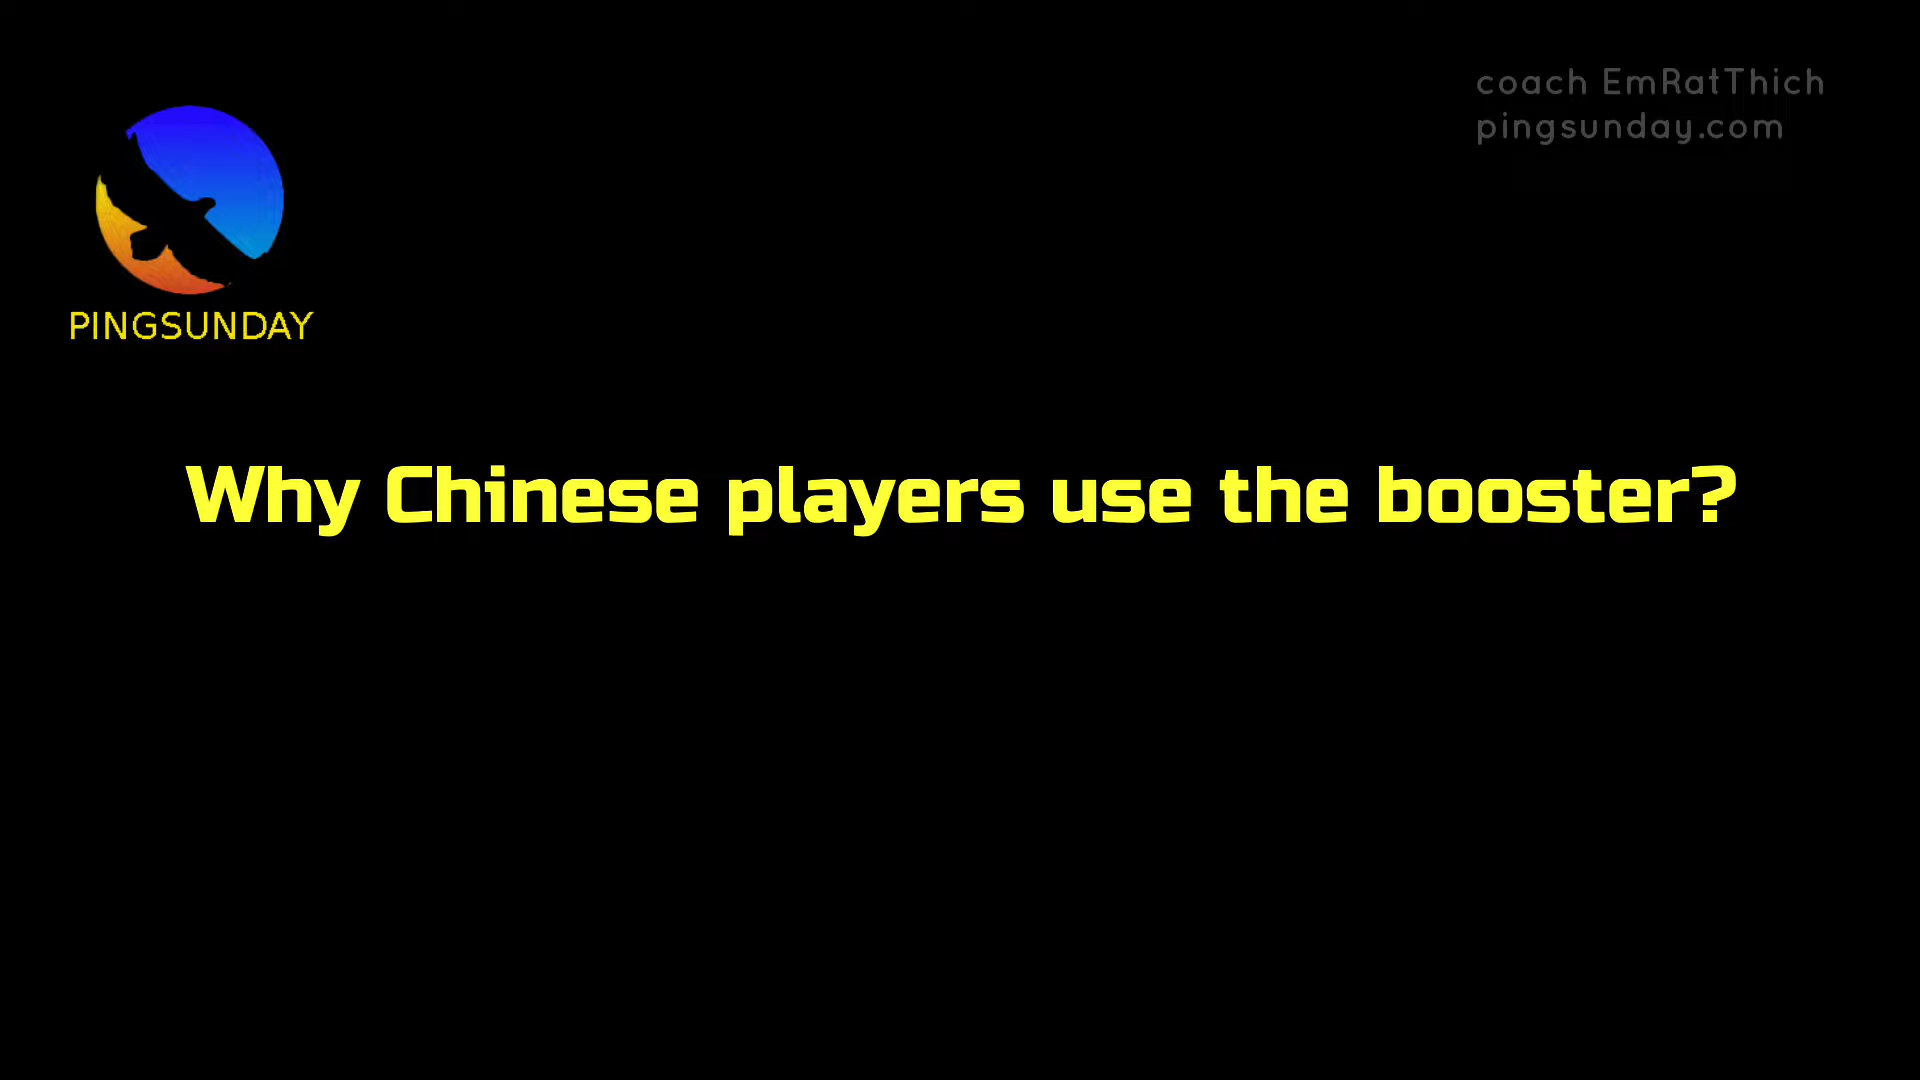 coach EmRatThich
pingsunday.com
PINGSUNDAY
Why Chinese players use the booster?